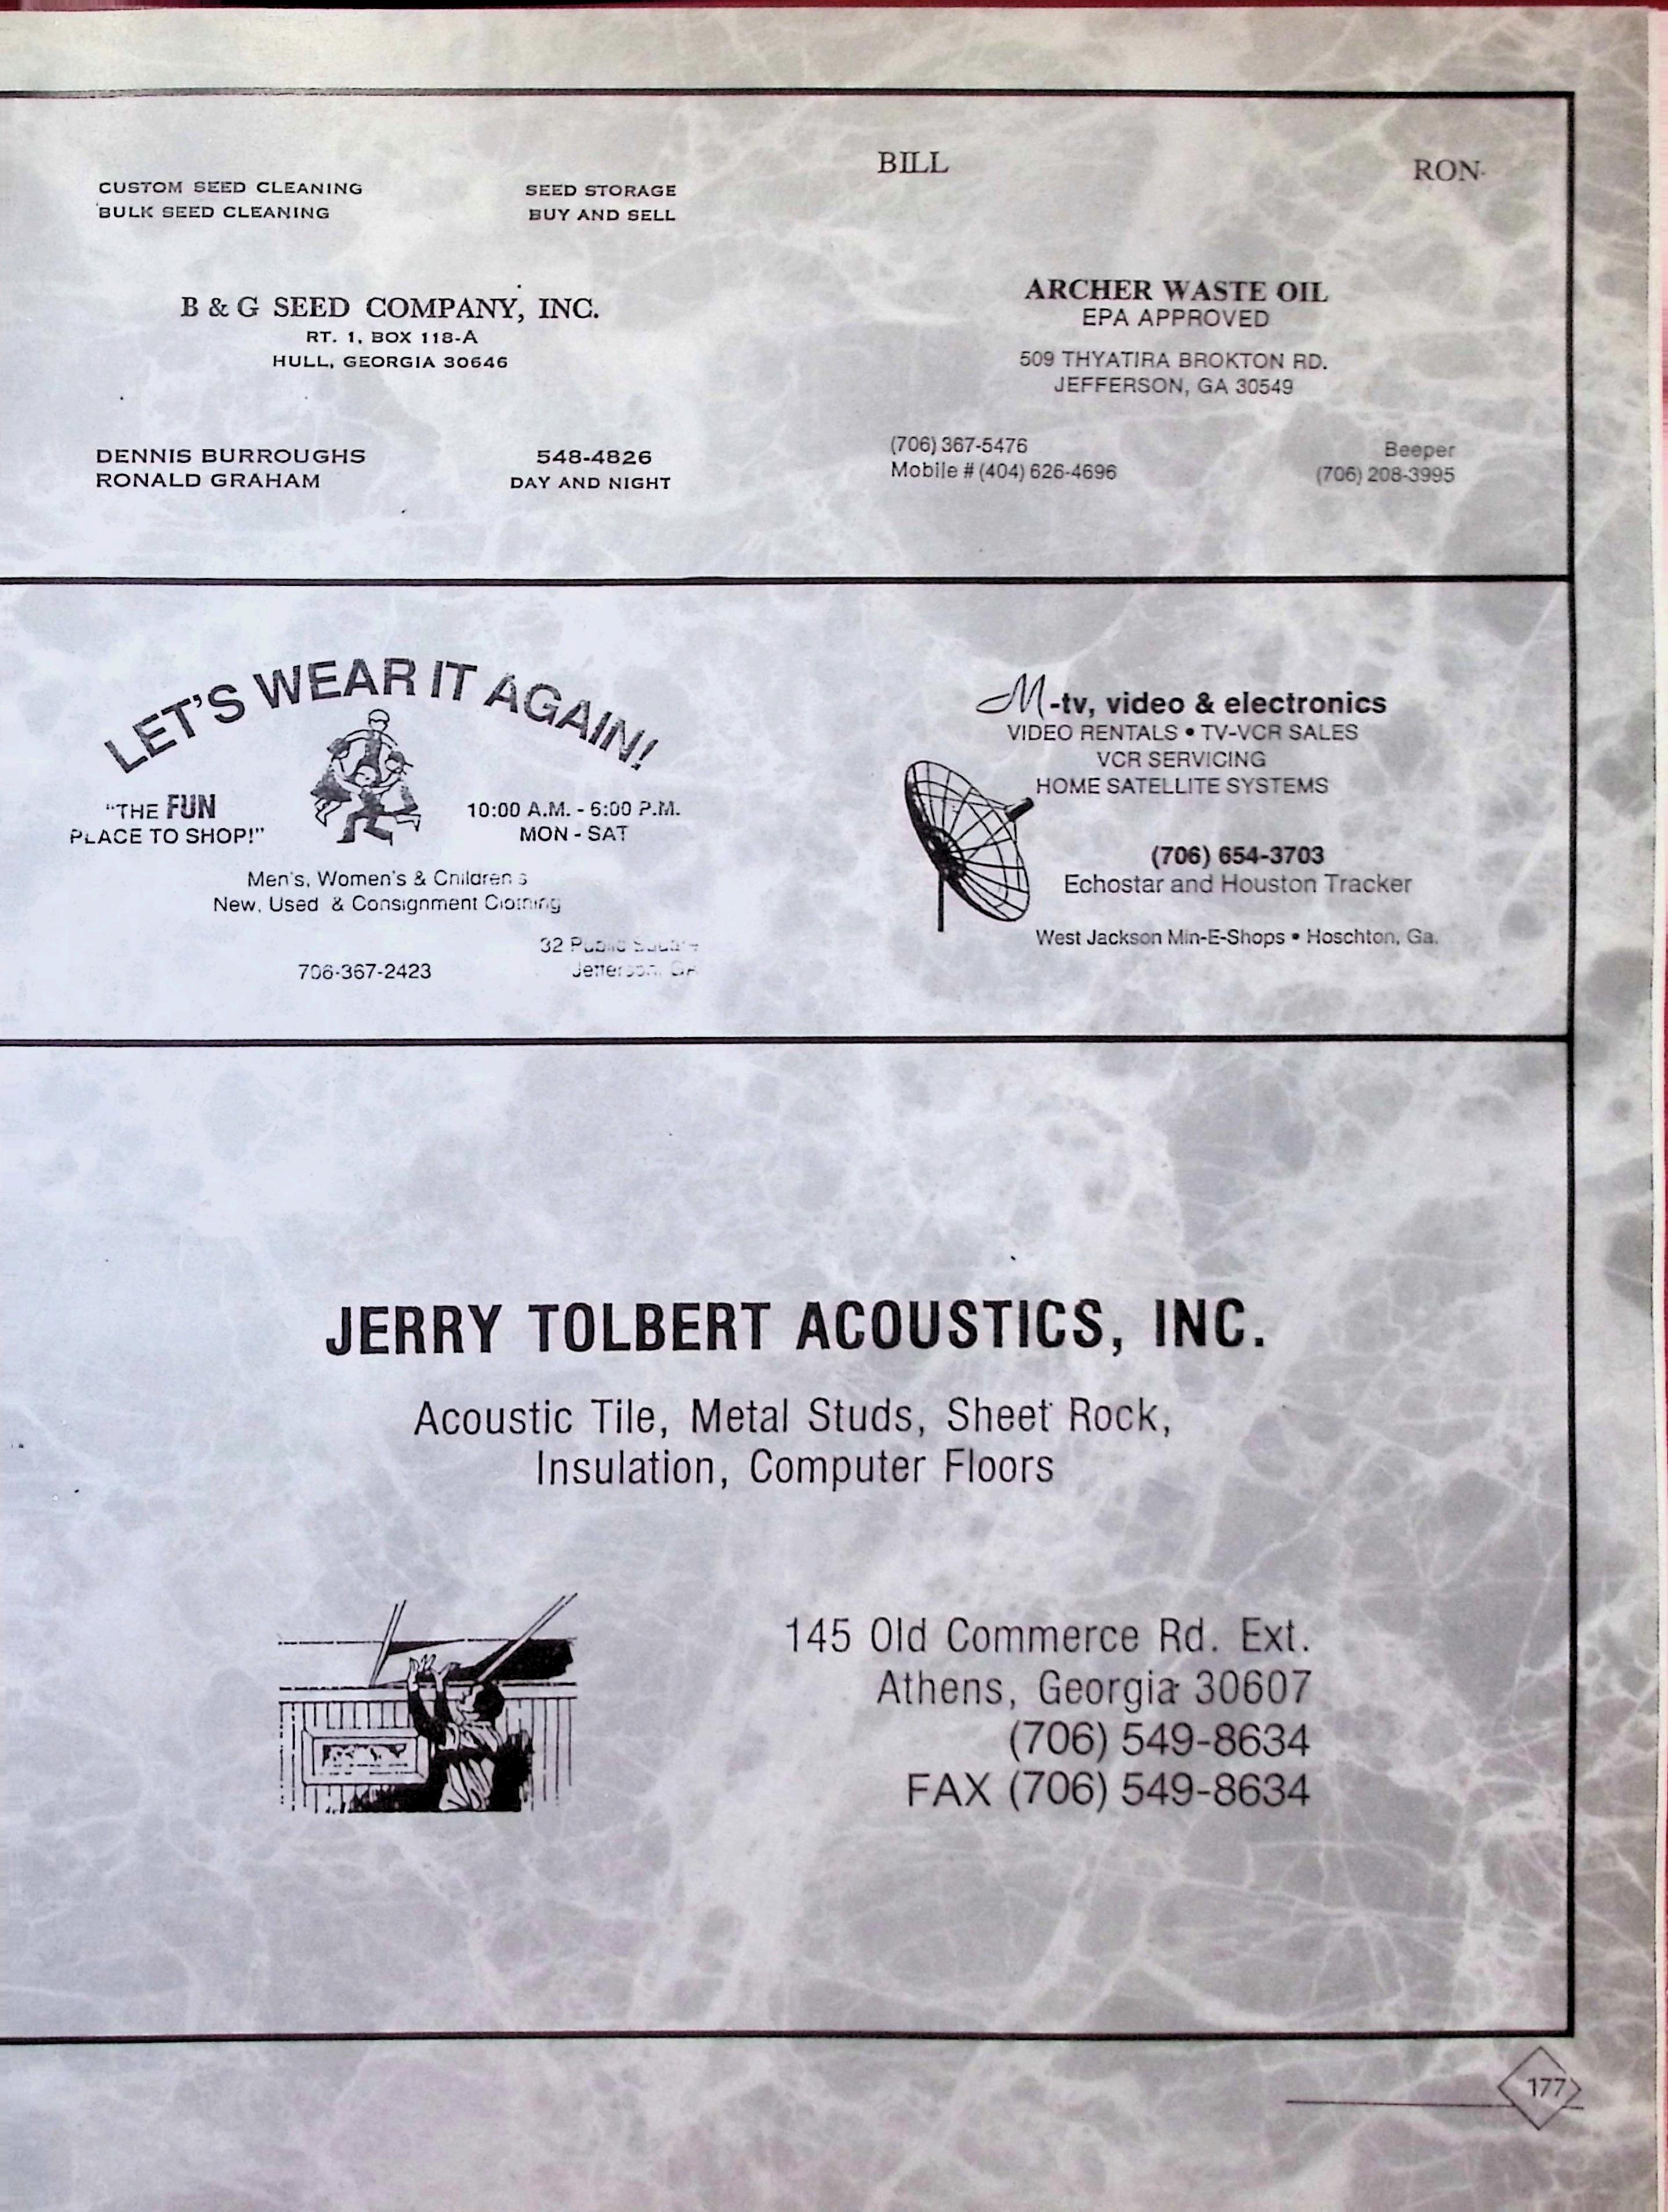 CUSTOM SEED CLEANING
BULK SEED CLEANING
SEED STORAGE
BUY AND SELL
B & G SEED COMPANY, INC.
RT. 1, BOX 118-A
HULL, GEORGIA 30646
DENNIS BURROUGHS
RONALD GRAHAM
548-4826
DAY AND NIGHT
BILL
RON
ARCHER WASTE OIL
EPA APPROVED
509 THYATIRA BROKTON RD.
JEFFERSON, GA 30549
(706) 367-5476
Mobile # (404) 626-4696
Beeper
(706) 208-3995
LET'S WEAR IT AGAIN!
"THE FUN
PLACE TO SHOP!"
10:00 A.M. - 6:00 P.M.
MON - SAT
Men's, Women's & Children's
New, Used & Consignment Clothing
32 Public Square
Jefferson, GA
706-367-2423
M-tv, video & electronics
VIDEO RENTALS • TV-VCR SALES
VCR SERVICING
HOME SATELLITE SYSTEMS
(706) 654-3703
Echostar and Houston Tracker
West Jackson Min-E-Shops • Hoschton, Ga.
JERRY TOLBERT ACOUSTICS, INC.
Acoustic Tile, Metal Studs, Sheet Rock,
Insulation, Computer Floors
145 Old Commerce Rd. Ext.
Athens, Georgia 30607
(706) 549-8634
FAX (706) 549-8634
177